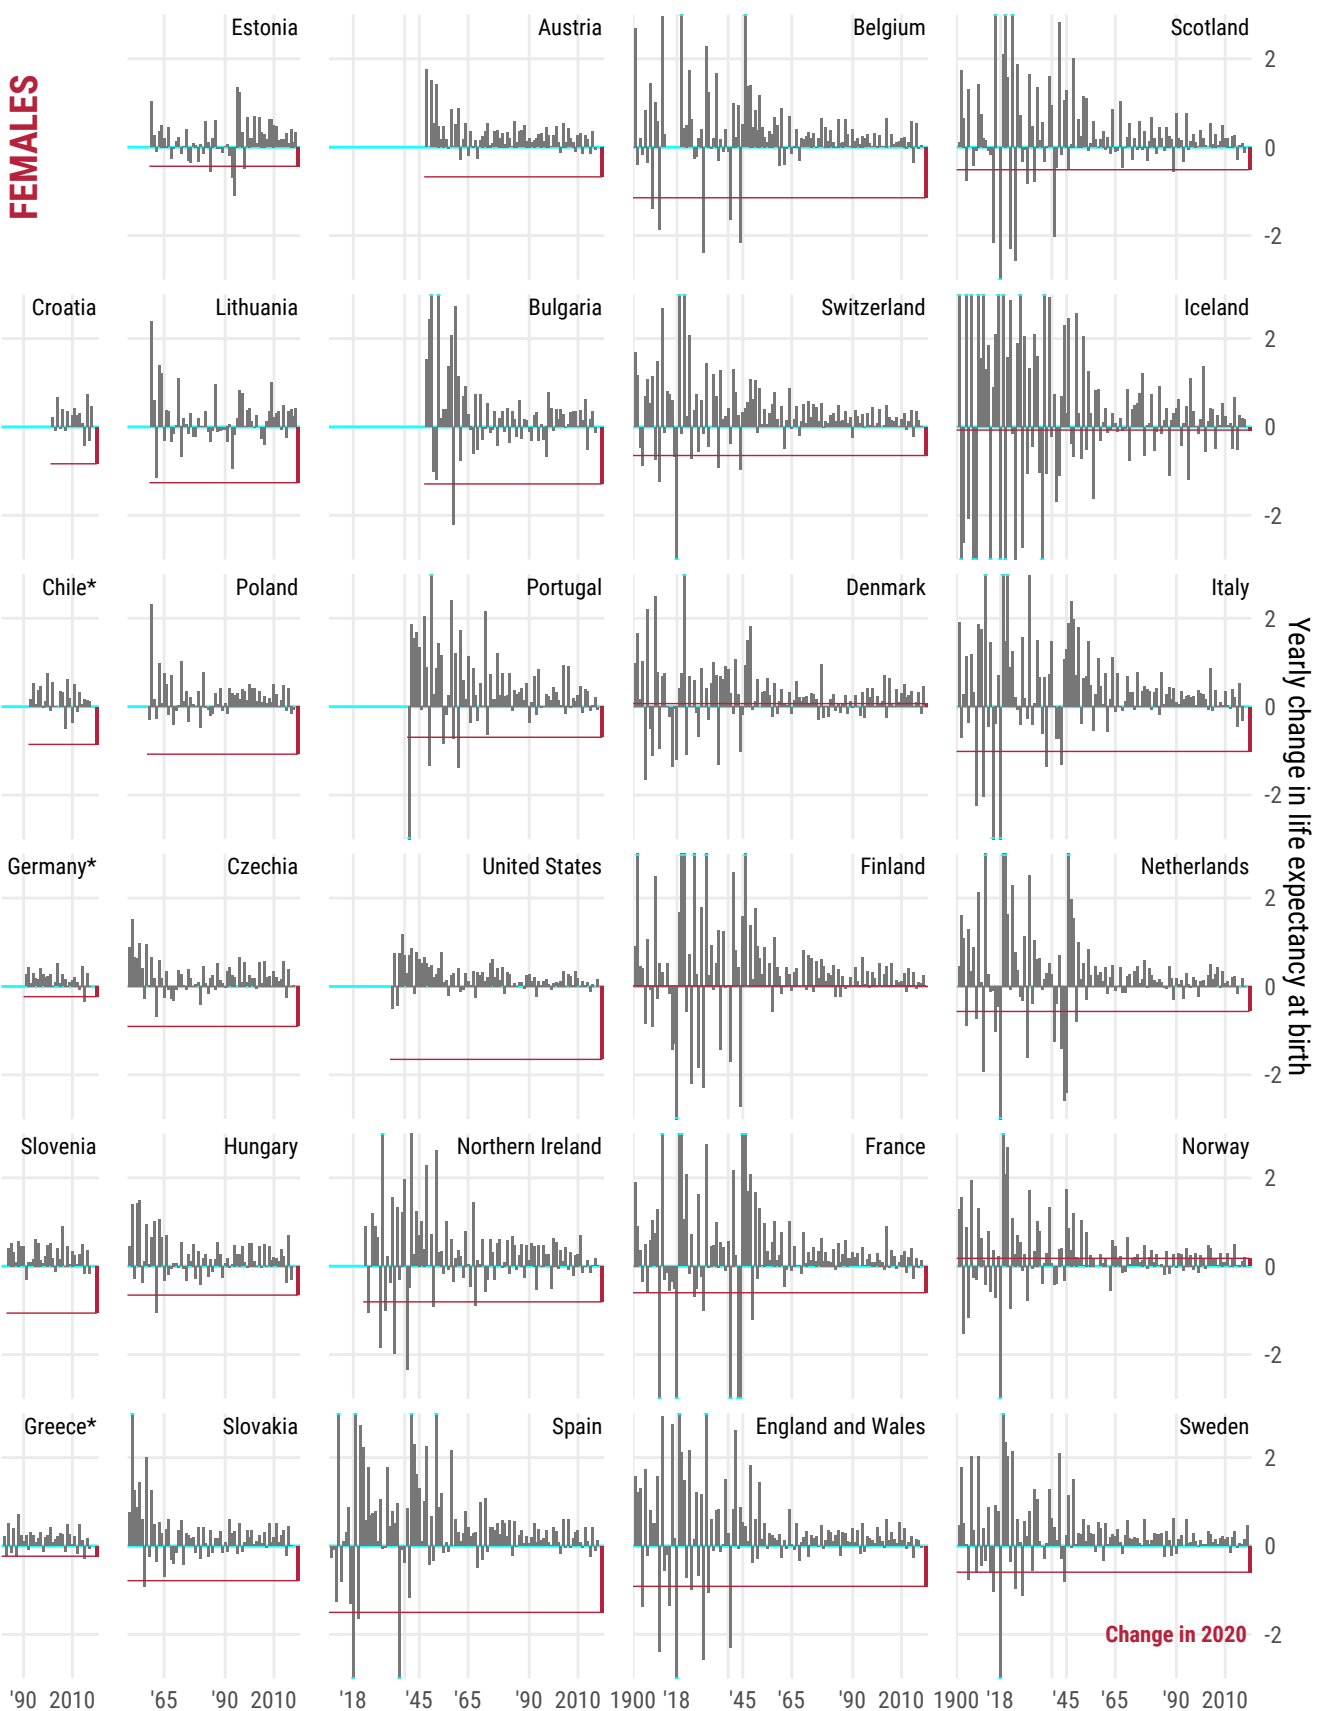 FEMALES
Estonia
Austria
Belgium
Scotland
2
0
-2
Croatia
Lithuania
Bulgaria
Switzerland
Iceland
2
0
-2
Chile*
Poland
Portugal
Denmark
Italy
2
0
-2
Yearly change in life expectancy at birth
Germany*
Czechia
United States
Finland
Netherlands
2
0
-2
Slovenia
Hungary
Northern Ireland
France
Norway
2
0
-2
Greece*
Slovakia
Spain
England and Wales
Sweden
2
0
Change in 2020
-2
'90 2010
'65 '90 2010
'18 '45 '65 '90 2010
1900 '18 '45 '65 '90 2010
1900 '18 '45 '65 '90 2010